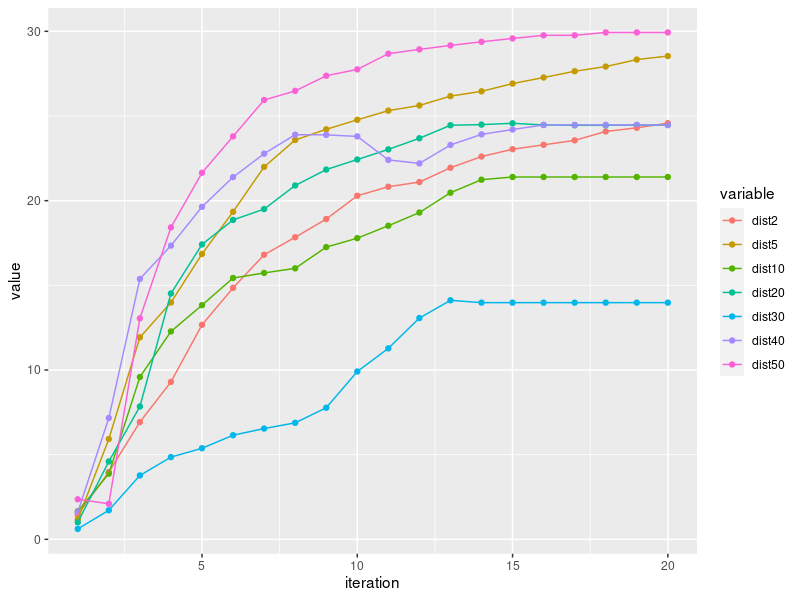 30
20
10
0
value
5
10
15
20
iteration
variable
dist2
dist5
dist10
dist20
dist30
dist40
dist50